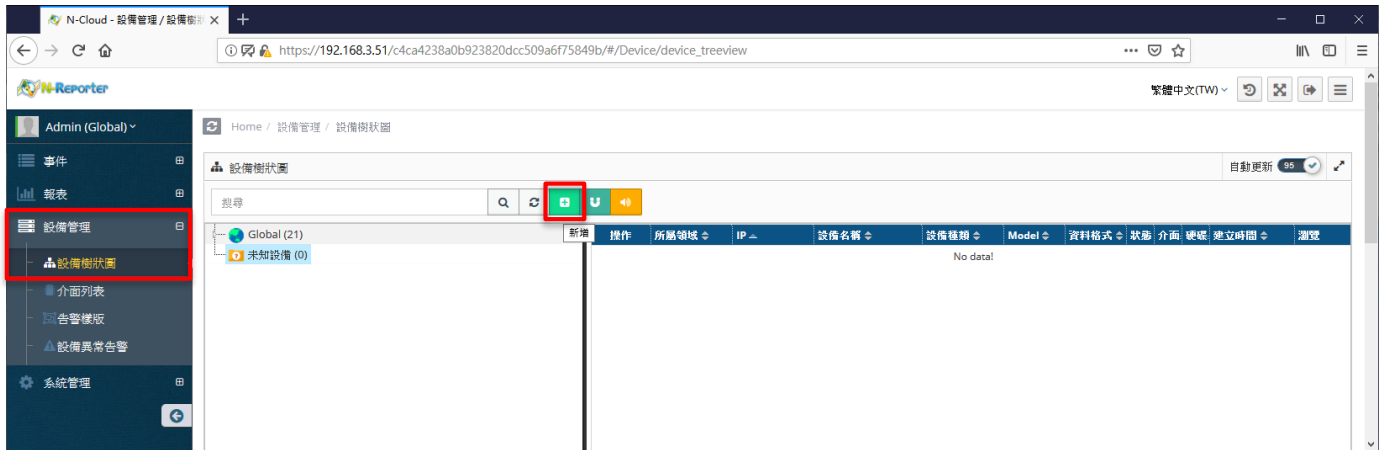 N-Cloud - 設備管理 / 設備樹狀
https://192.168.3.51/c4ca4238a0b923820dcc509a6f75849b/#/Device/device_treeview
N-Reporter
繁體中文(TW)
Admin (Global)
Home / 設備管理 / 設備樹狀圖
事件
設備樹狀圖
自動更新 95
報表
搜尋
設備管理
Global (21)
新增
操作 所屬領域 IP 設備名稱 設備種類 Model 資料格式 狀態 介面 硬碟 建立時間 瀏覽
未知設備 (0)
No data!
設備樹狀圖
介面列表
告警樣版
設備異常告警
系統管理